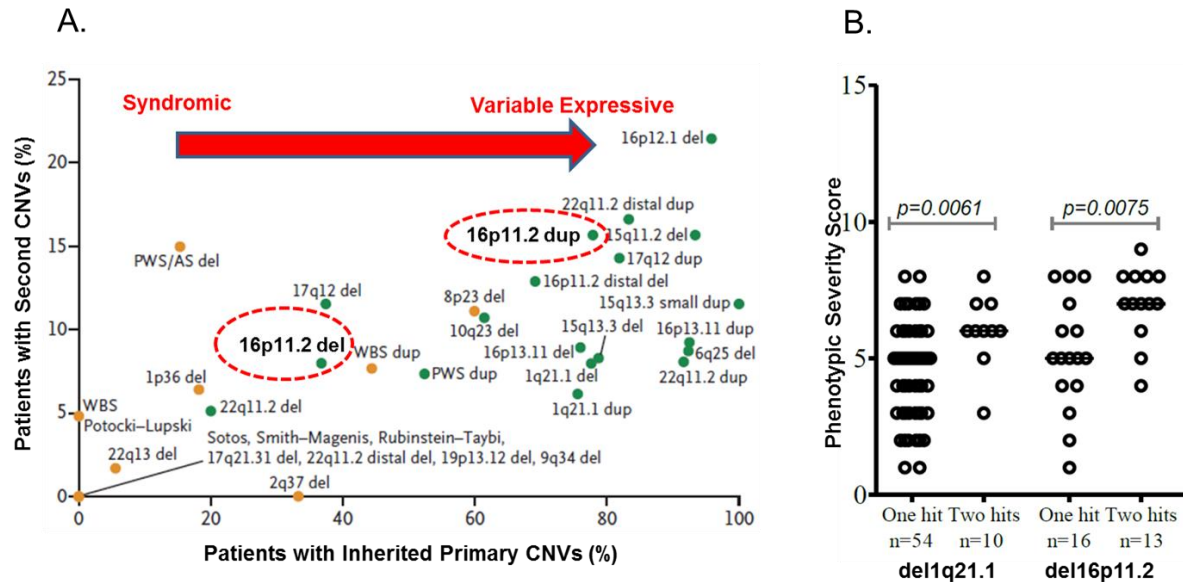 A.
Patients with Second CNVs (%)
25
20
15
10
5
0
Syndromic
Variable Expressive
16p12.1 del
22q11.2 distal dup
16p11.2 dup
15q11.2 del
PWS/AS del
17q12 dup
16p11.2 distal del
17q12 del
8p23 del
15q13.3 small dup
10q23 del
15q13.3 del
16p13.11 dup
16p11.2 del
WBS dup
16p13.11 del
6q25 del
1p36 del
PWS dup
1q21.1 del
22q11.2 dup
22q11.2 del
1q21.1 dup
WBS
Potocki–Lupski
22q13 del
Sotos, Smith–Magenis, Rubinstein–Taybi,
17q21.31 del, 22q11.2 distal del, 19p13.12 del, 9q34 del
2q37 del
0
20
40
60
80
100
Patients with Inherited Primary CNVs (%)
B.
Phenotypic Severity Score
15
10
5
0
p=0.0061
p=0.0075
One hit Two hits One hit Two hits
n=54 n=10 n=16 n=13
del1q21.1 del16p11.2